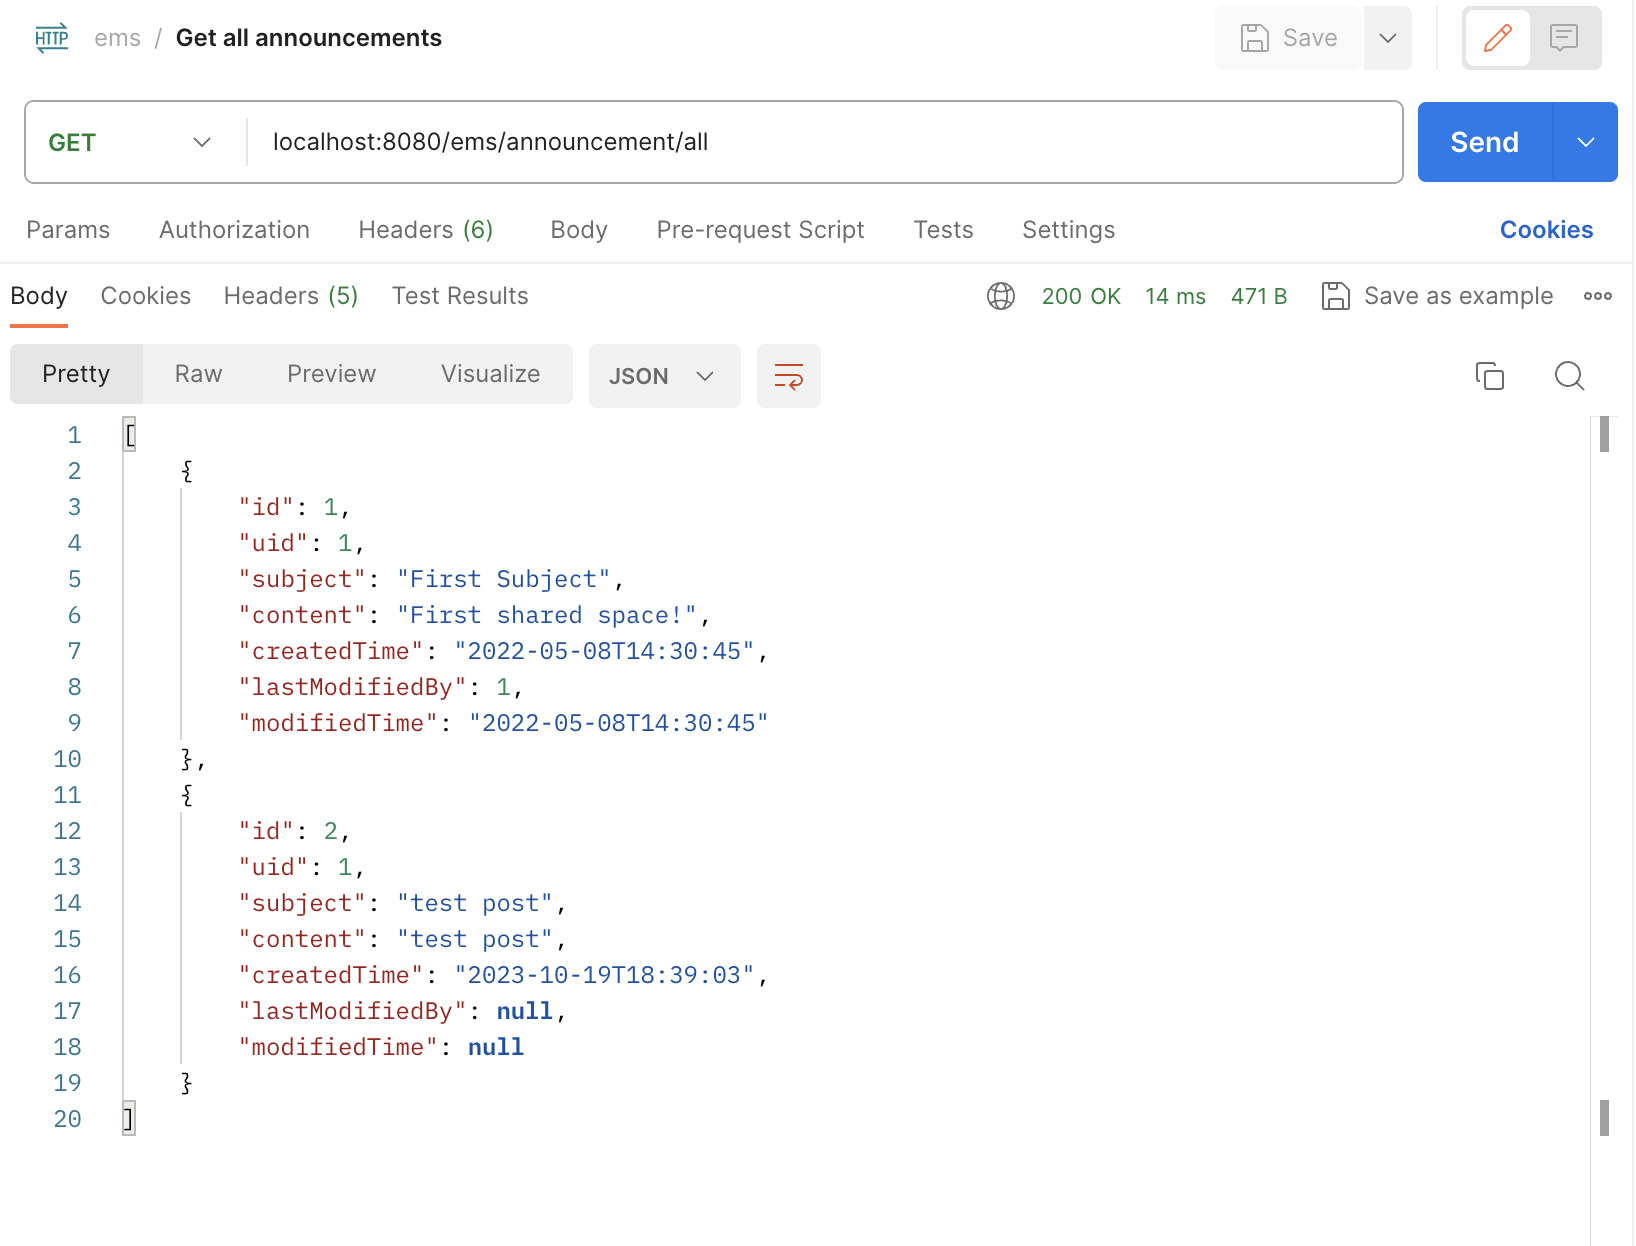 HTTP ems / Get all announcements Save
GET localhost:8080/ems/announcement/all Send
Params Authorization Headers (6) Body Pre-request Script Tests Settings Cookies
Body Cookies Headers (5) Test Results 200 OK 14 ms 471 B Save as example
Pretty Raw Preview Visualize JSON
1 [
2 {
3 "id": 1,
4 "uid": 1,
5 "subject": "First Subject",
6 "content": "First shared space!",
7 "createdTime": "2022-05-08T14:30:45",
8 "lastModifiedBy": 1,
9 "modifiedTime": "2022-05-08T14:30:45"
10 },
11 {
12 "id": 2,
13 "uid": 1,
14 "subject": "test post",
15 "content": "test post",
16 "createdTime": "2023-10-19T18:39:03",
17 "lastModifiedBy": null,
18 "modifiedTime": null
19 }
20 ]